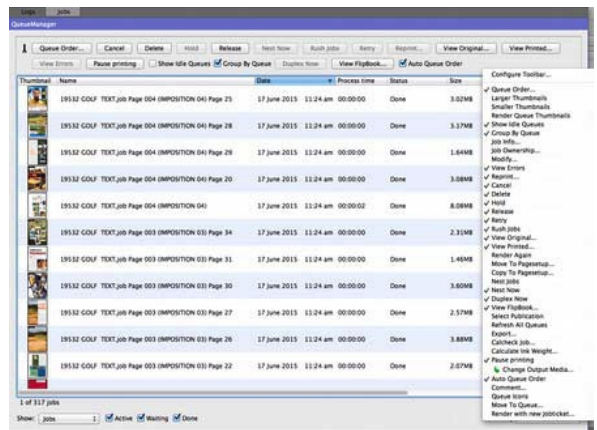 Logs Jobs
QueueManager
1 Queue Order... Cancel Delete Hold Release Next Now Rush Jobs Retry Reprint... View Original... View Printed...
View Errors Pause printing Show Idle Queues Group By Queue Duplex Now View FlipBook... Auto Queue Order
Thumbnail Name Date Process time Status Size
19532 GOLF TEXT.job Page 004 (IMPOSITION 04) Page 25 17 June 2015 11:24 am 00:00:00 Done 3.02MB
19532 GOLF TEXT.job Page 004 (IMPOSITION 04) Page 28 17 June 2015 11:24 am 00:00:00 Done 3.17MB
19532 GOLF TEXT.job Page 004 (IMPOSITION 04) Page 29 17 June 2015 11:24 am 00:00:00 Done 1.64MB
19532 GOLF TEXT.job Page 004 (IMPOSITION 04) Page 20 17 June 2015 11:24 am 00:00:00 Done 3.08MB
19532 GOLF TEXT.job Page 004 (IMPOSITION 04) 17 June 2015 11:24 am 00:00:02 Done 8.08MB
19532 GOLF TEXT.job Page 003 (IMPOSITION 03) Page 34 17 June 2015 11:24 am 00:00:00 Done 2.31MB
19532 GOLF TEXT.job Page 003 (IMPOSITION 03) Page 31 17 June 2015 11:24 am 00:00:00 Done 1.46MB
19532 GOLF TEXT.job Page 003 (IMPOSITION 03) Page 30 17 June 2015 11:24 am 00:00:00 Done 3.60MB
19532 GOLF TEXT.job Page 003 (IMPOSITION 03) Page 27 17 June 2015 11:24 am 00:00:00 Done 2.57MB
19532 GOLF TEXT.job Page 003 (IMPOSITION 03) Page 26 17 June 2015 11:24 am 00:00:00 Done 3.88MB
19532 GOLF TEXT.job Page 003 (IMPOSITION 03) Page 22 17 June 2015 11:24 am 00:00:00 Done 2.07MB
1 of 317 jobs
Show: Jobs Active Waiting Done
Configure Toolbar...
Queue Order...
Larger Thumbnails
Smaller Thumbnails
Render Queue Thumbnails
Show Idle Queues
Group By Queue
Job Info...
Job Ownership...
Modify...
View Errors
Reprint...
Cancel
Delete
Hold
Release
Retry
Rush Jobs
View Original...
View Printed...
Render Again
Move To Pagesetup...
Copy To Pagesetup...
Nest Jobs
Nest Now
Duplex Now
View FlipBook...
Select Publication
Refresh All Queues
Export...
Calcheck Job...
Calculate Ink Weight...
Pause printing
Change Output Media...
Auto Queue Order
Comment...
Queue Icons
Move To Queue...
Render with new Jobticket...